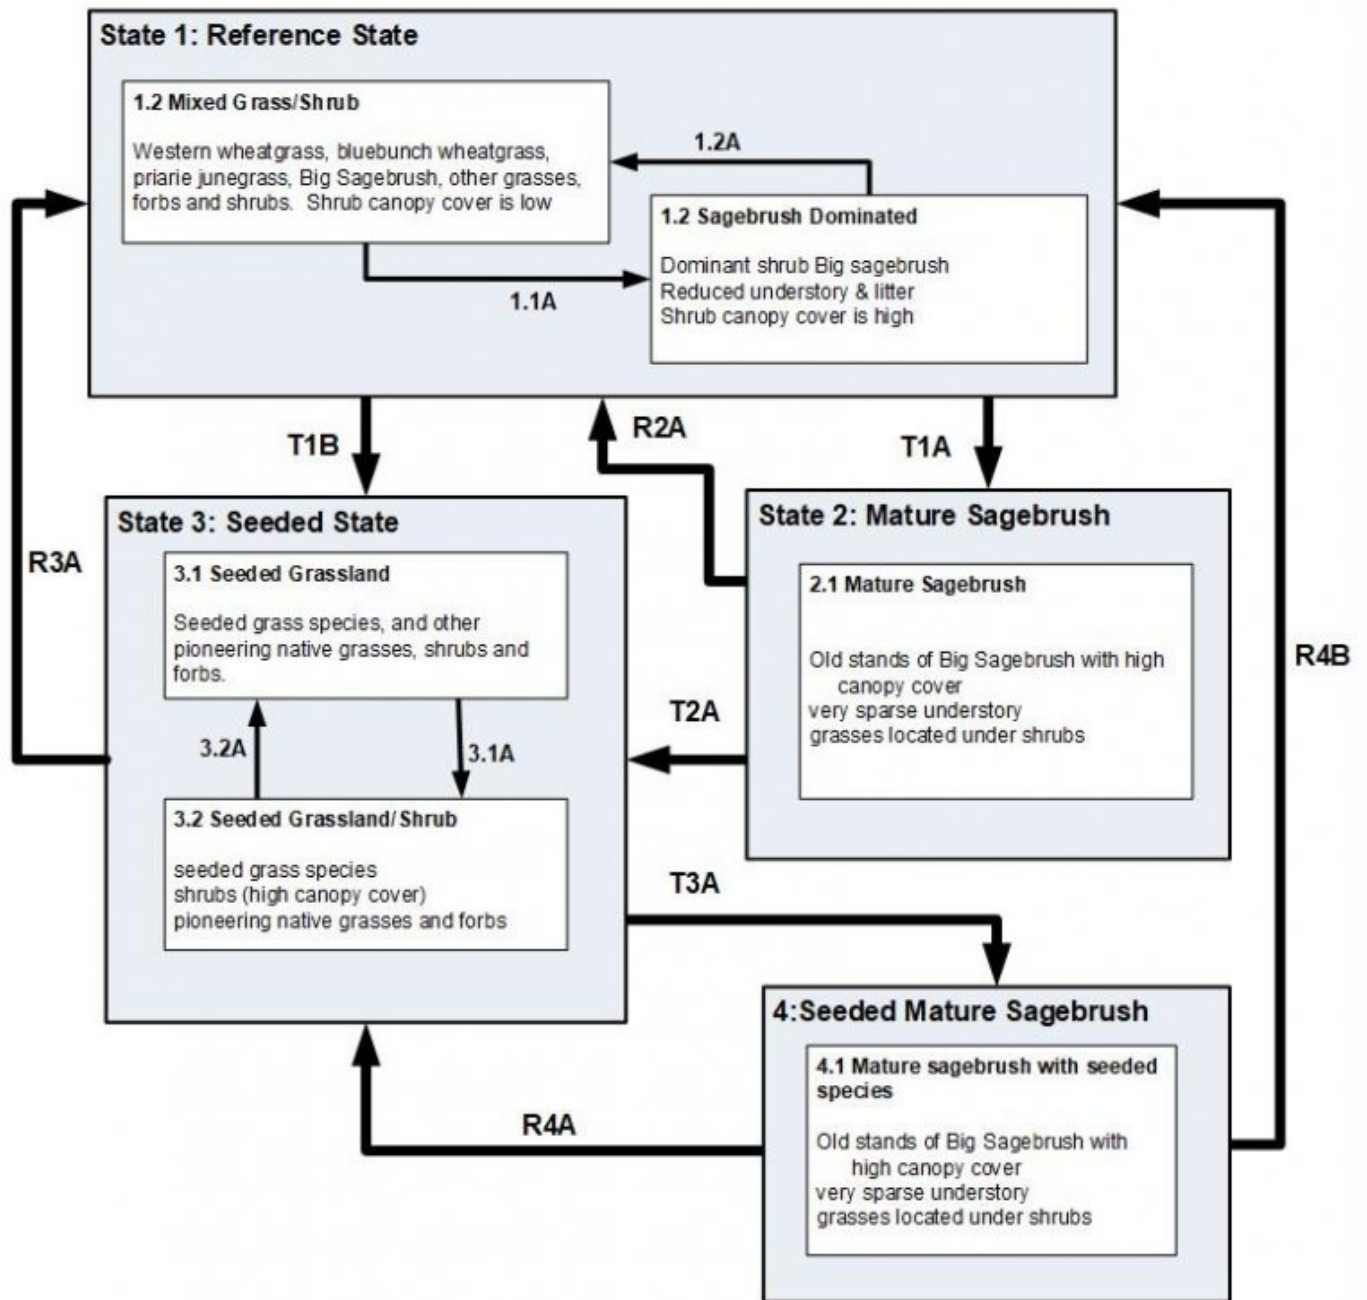 State 1: Reference State
1.2 Mixed Grass/Shrub
Western wheatgrass, bluebunch wheatgrass,
priarie junegrass, Big Sagebrush, other grasses,
forbs and shrubs. Shrub canopy cover is low
1.2A
1.2 Sagebrush Dominated
Dominant shrub Big sagebrush
Reduced understory & litter
Shrub canopy cover is high
1.1A
T1B
R2A
T1A
R3A
State 3: Seeded State
3.1 Seeded Grassland
Seeded grass species, and other
pioneering native grasses, shrubs and
forbs.
3.2A
3.1A
3.2 Seeded Grassland/Shrub
seeded grass species
shrubs (high canopy cover)
pioneering native grasses and forbs
State 2: Mature Sagebrush
2.1 Mature Sagebrush
Old stands of Big Sagebrush with high
canopy cover
very sparse understory
grasses located under shrubs
T2A
R4B
T3A
4:Seeded Mature Sagebrush
4.1 Mature sagebrush with seeded
species
Old stands of Big Sagebrush with
high canopy cover
very sparse understory
grasses located under shrubs
R4A